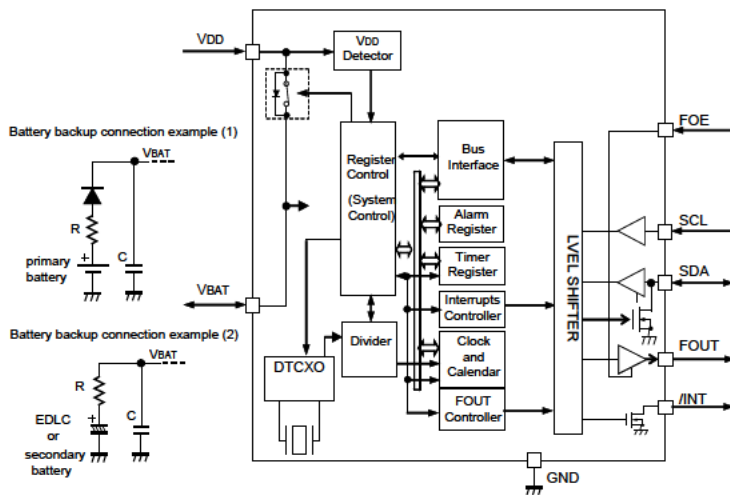 VDD
VDD
Detector
Battery backup connection example (1)
VBAT
R
+
primary
battery
C
VBAT
Battery backup connection example (2)
VBAT
R
+
C
EDLC
or
secondary
battery
Register
Control
(System
Control)
Divider
DTCXO
Bus
Interface
Alarm
Register
Timer
Register
Interrupts
Controller
Clock
and
Calendar
FOUT
Controller
LVEL SHIFTER
FOE
SCL
SDA
FOUT
/INT
GND